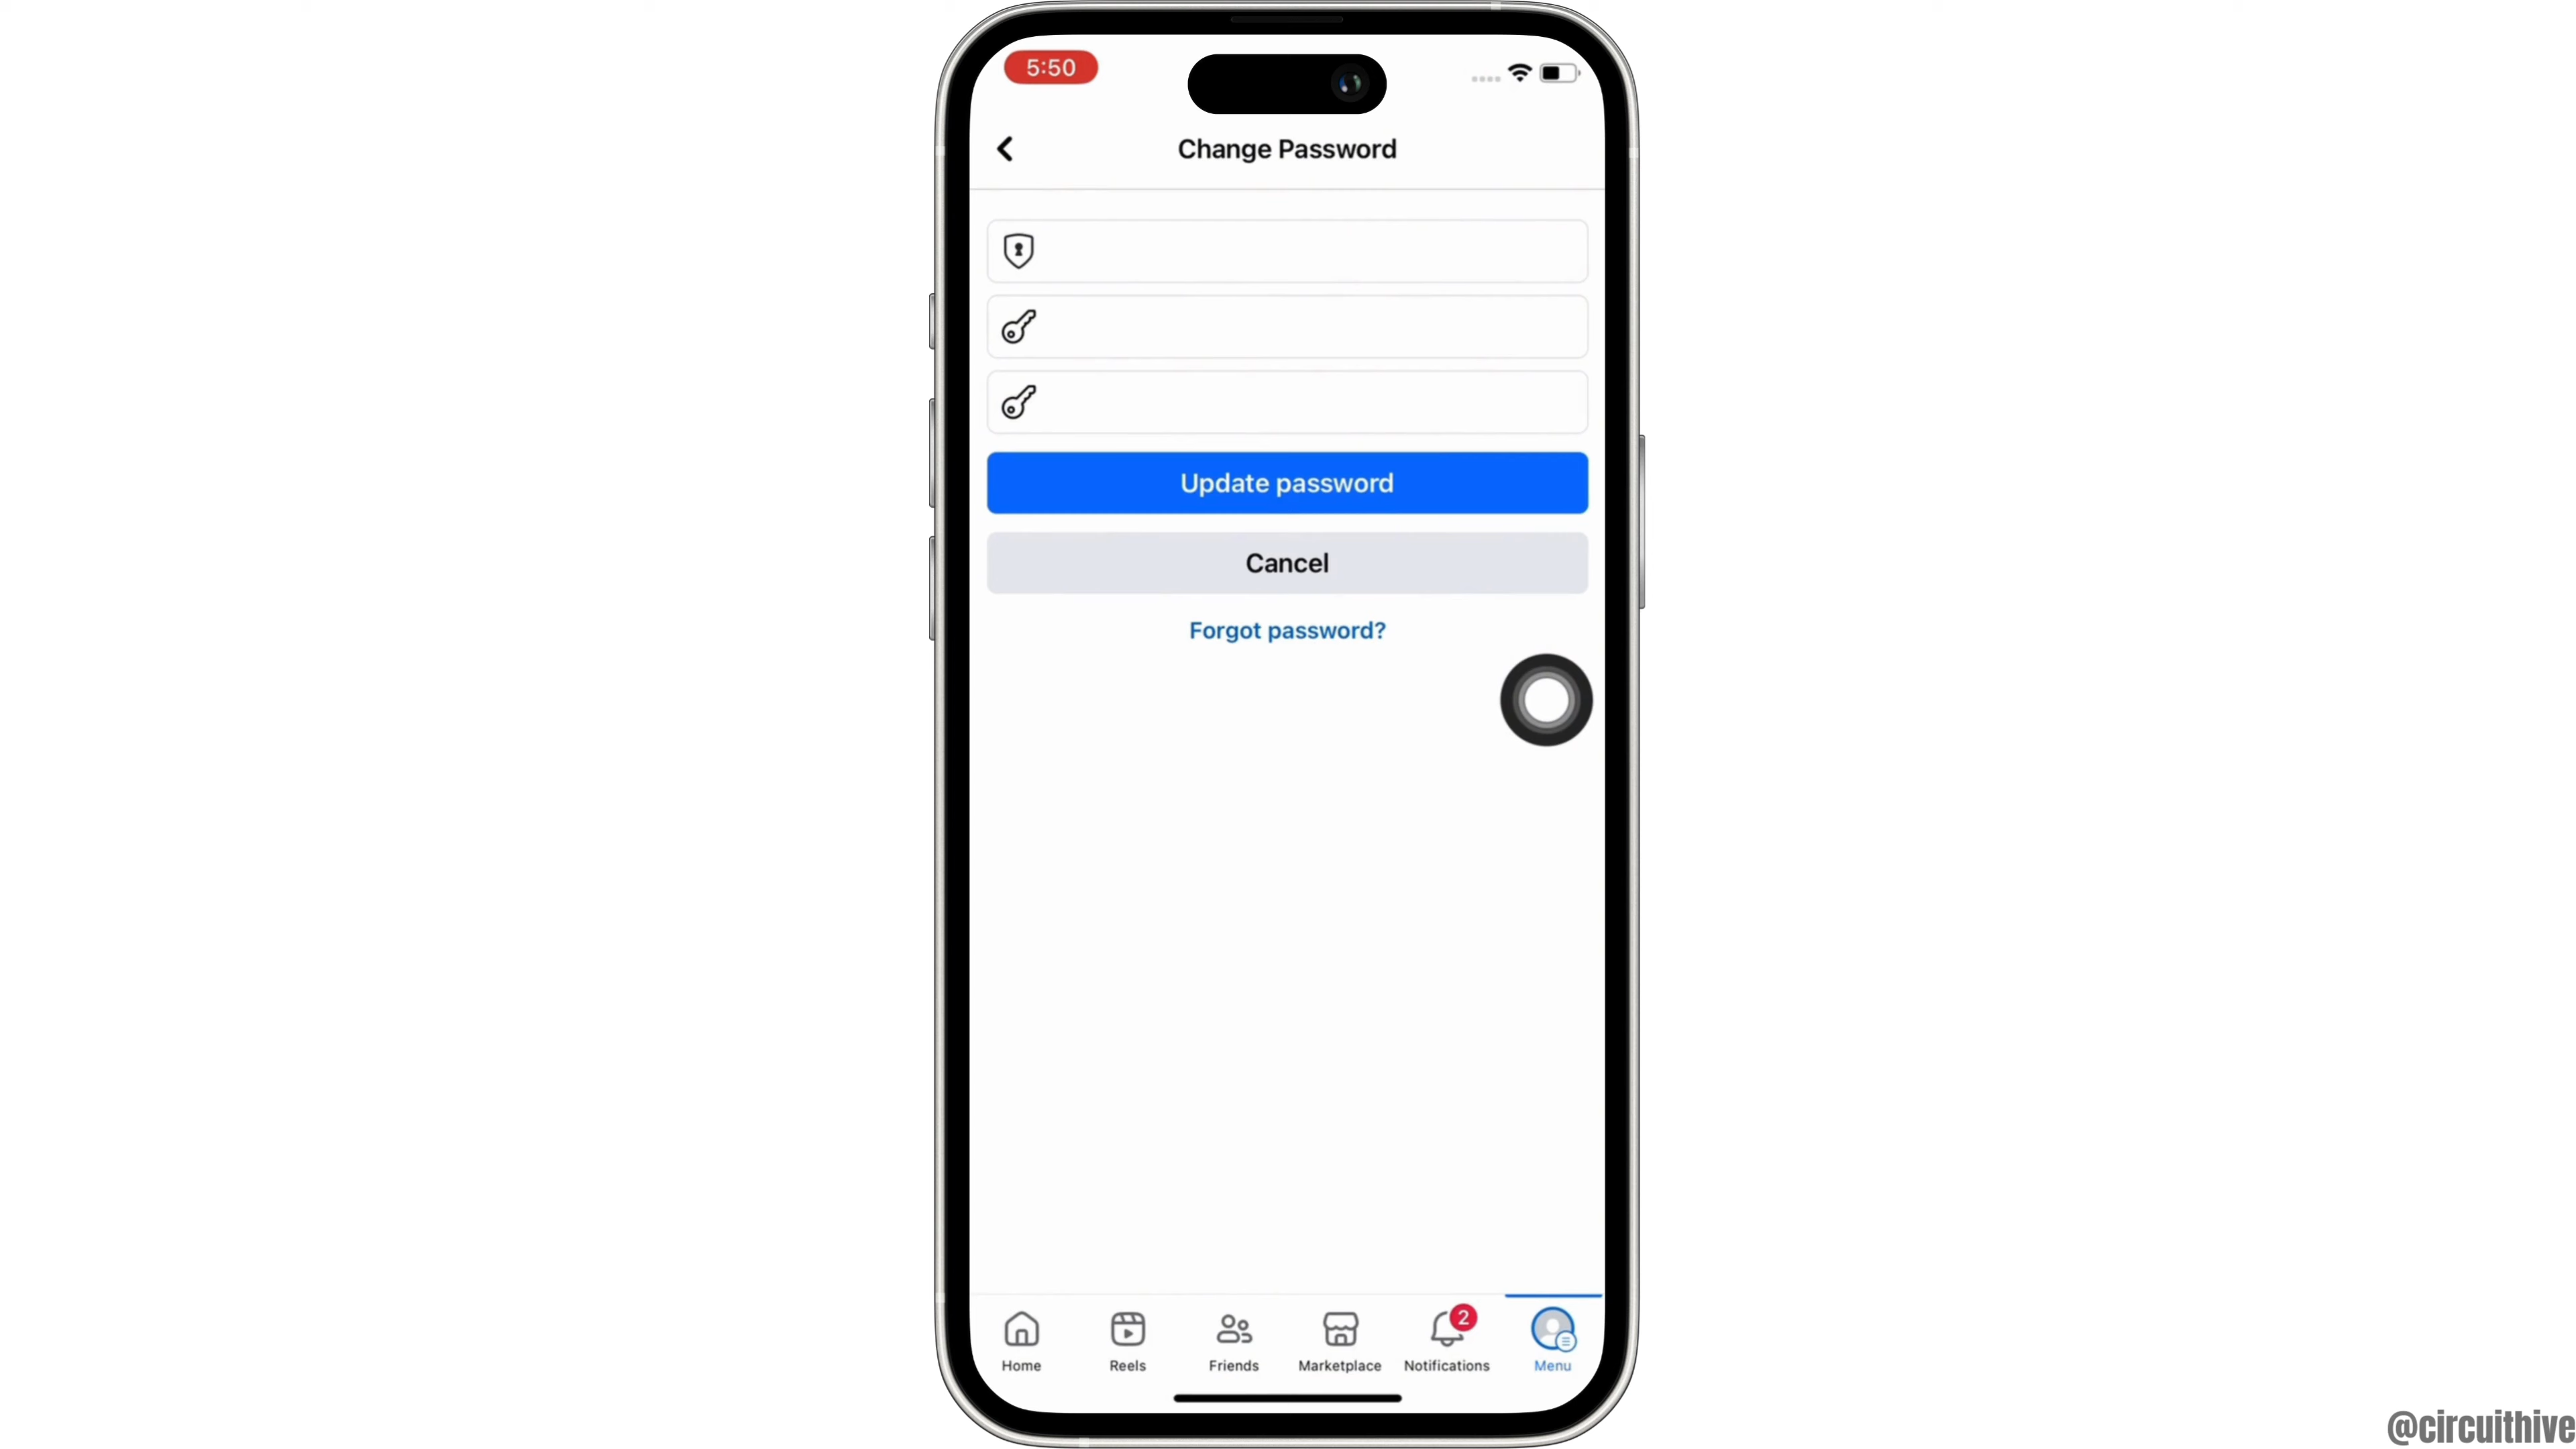 5:50
Change Password
Update password
Cancel
Forgot password?
2
Home Reels Friends Marketplace Notifications Menu
@circuithive